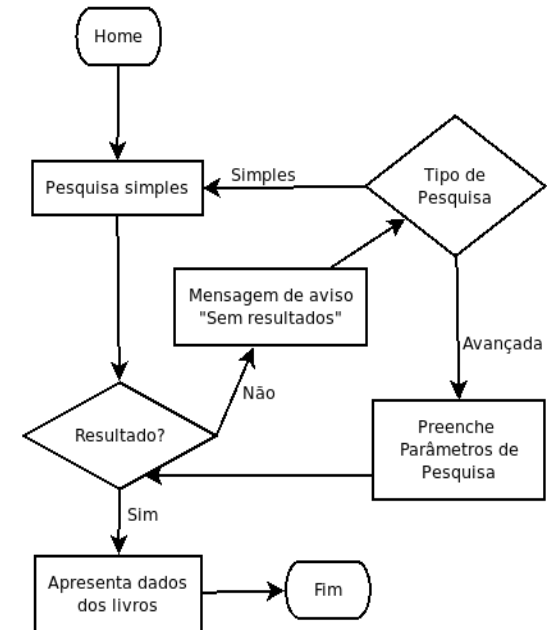 Home
Pesquisa simples
Simples
Tipo de
Pesquisa
Mensagem de aviso
"Sem resultados"
Avançada
Não
Resultado?
Preenche
Parâmetros de
Pesquisa
Sim
Apresenta dados
dos livros
Fim